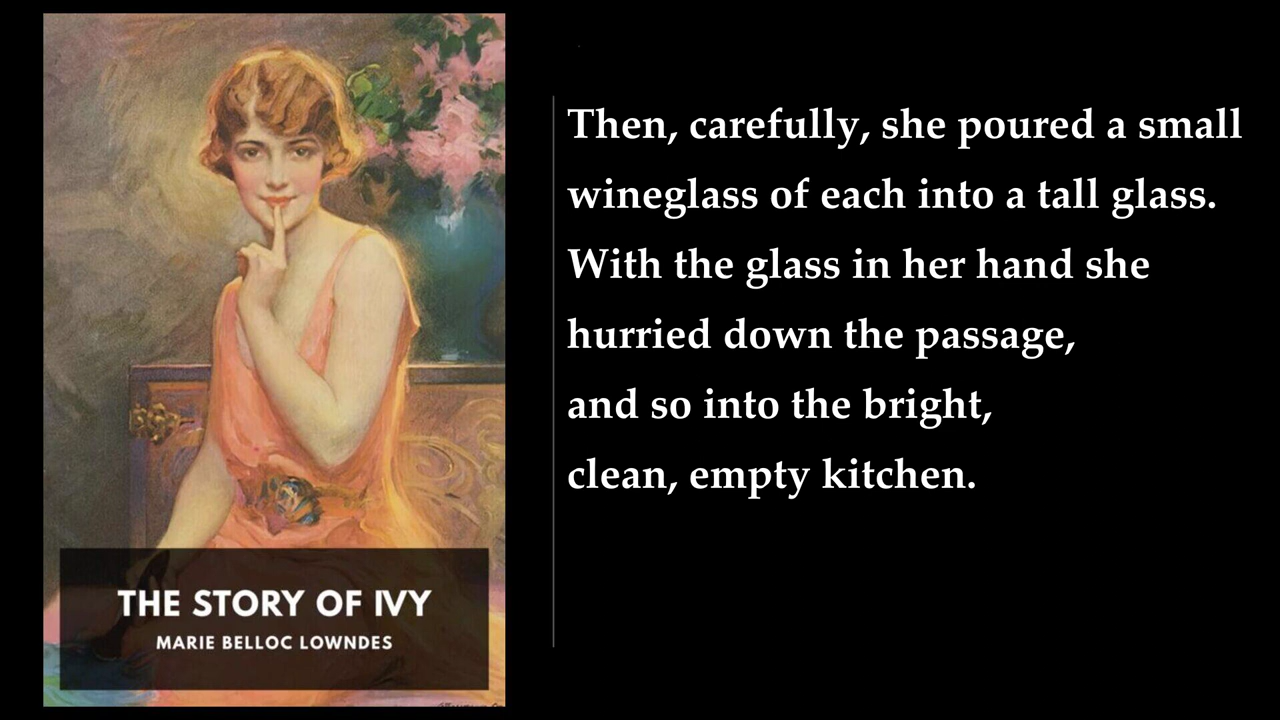 THE STORY OF IVY
MARIE BELLOC LOWNDES
Then, carefully, she poured a small
wineglass of each into a tall glass.
With the glass in her hand she
hurried down the passage,
and so into the bright,
clean, empty kitchen.